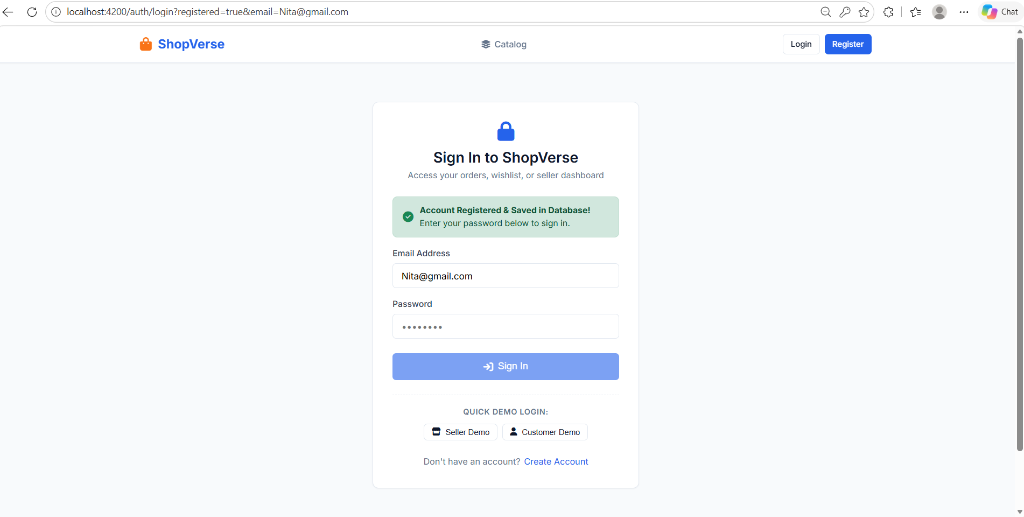 localhost:4200/auth/login?registered=true&email=Nita@gmail.com
Chat
ShopVerse
Catalog
Login
Register
Sign In to ShopVerse
Access your orders, wishlist, or seller dashboard
Account Registered & Saved in Database!
Enter your password below to sign in.
Email Address
Nita@gmail.com
Password
••••••••
Sign In
QUICK DEMO LOGIN:
Seller Demo
Customer Demo
Don't have an account? Create Account